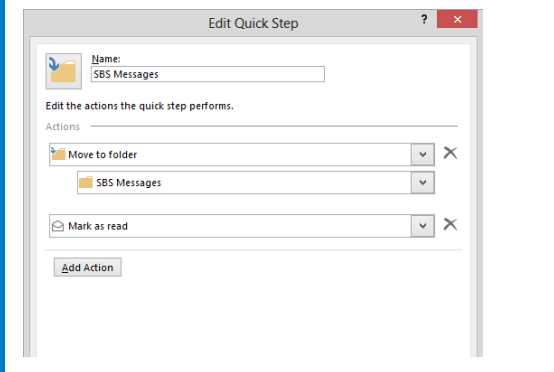 Edit Quick Step
?
Name:
SBS Messages
Edit the actions the quick step performs.
Actions
Move to folder
SBS Messages
Mark as read
Add Action